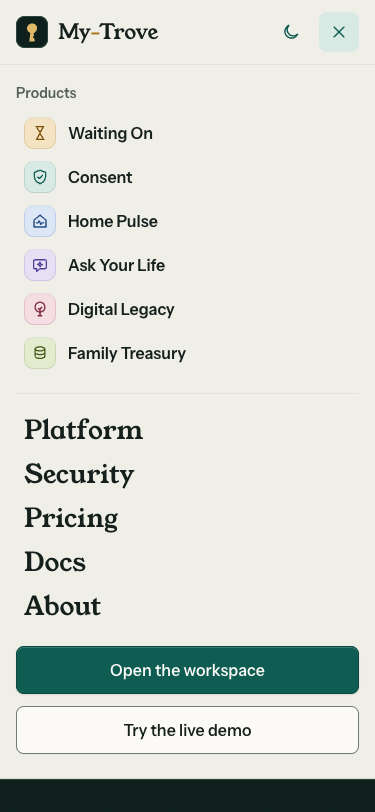 My-Trove
Products
Waiting On
Consent
Home Pulse
Ask Your Life
Digital Legacy
Family Treasury
Platform
Security
Pricing
Docs
About
Open the workspace
Try the live demo